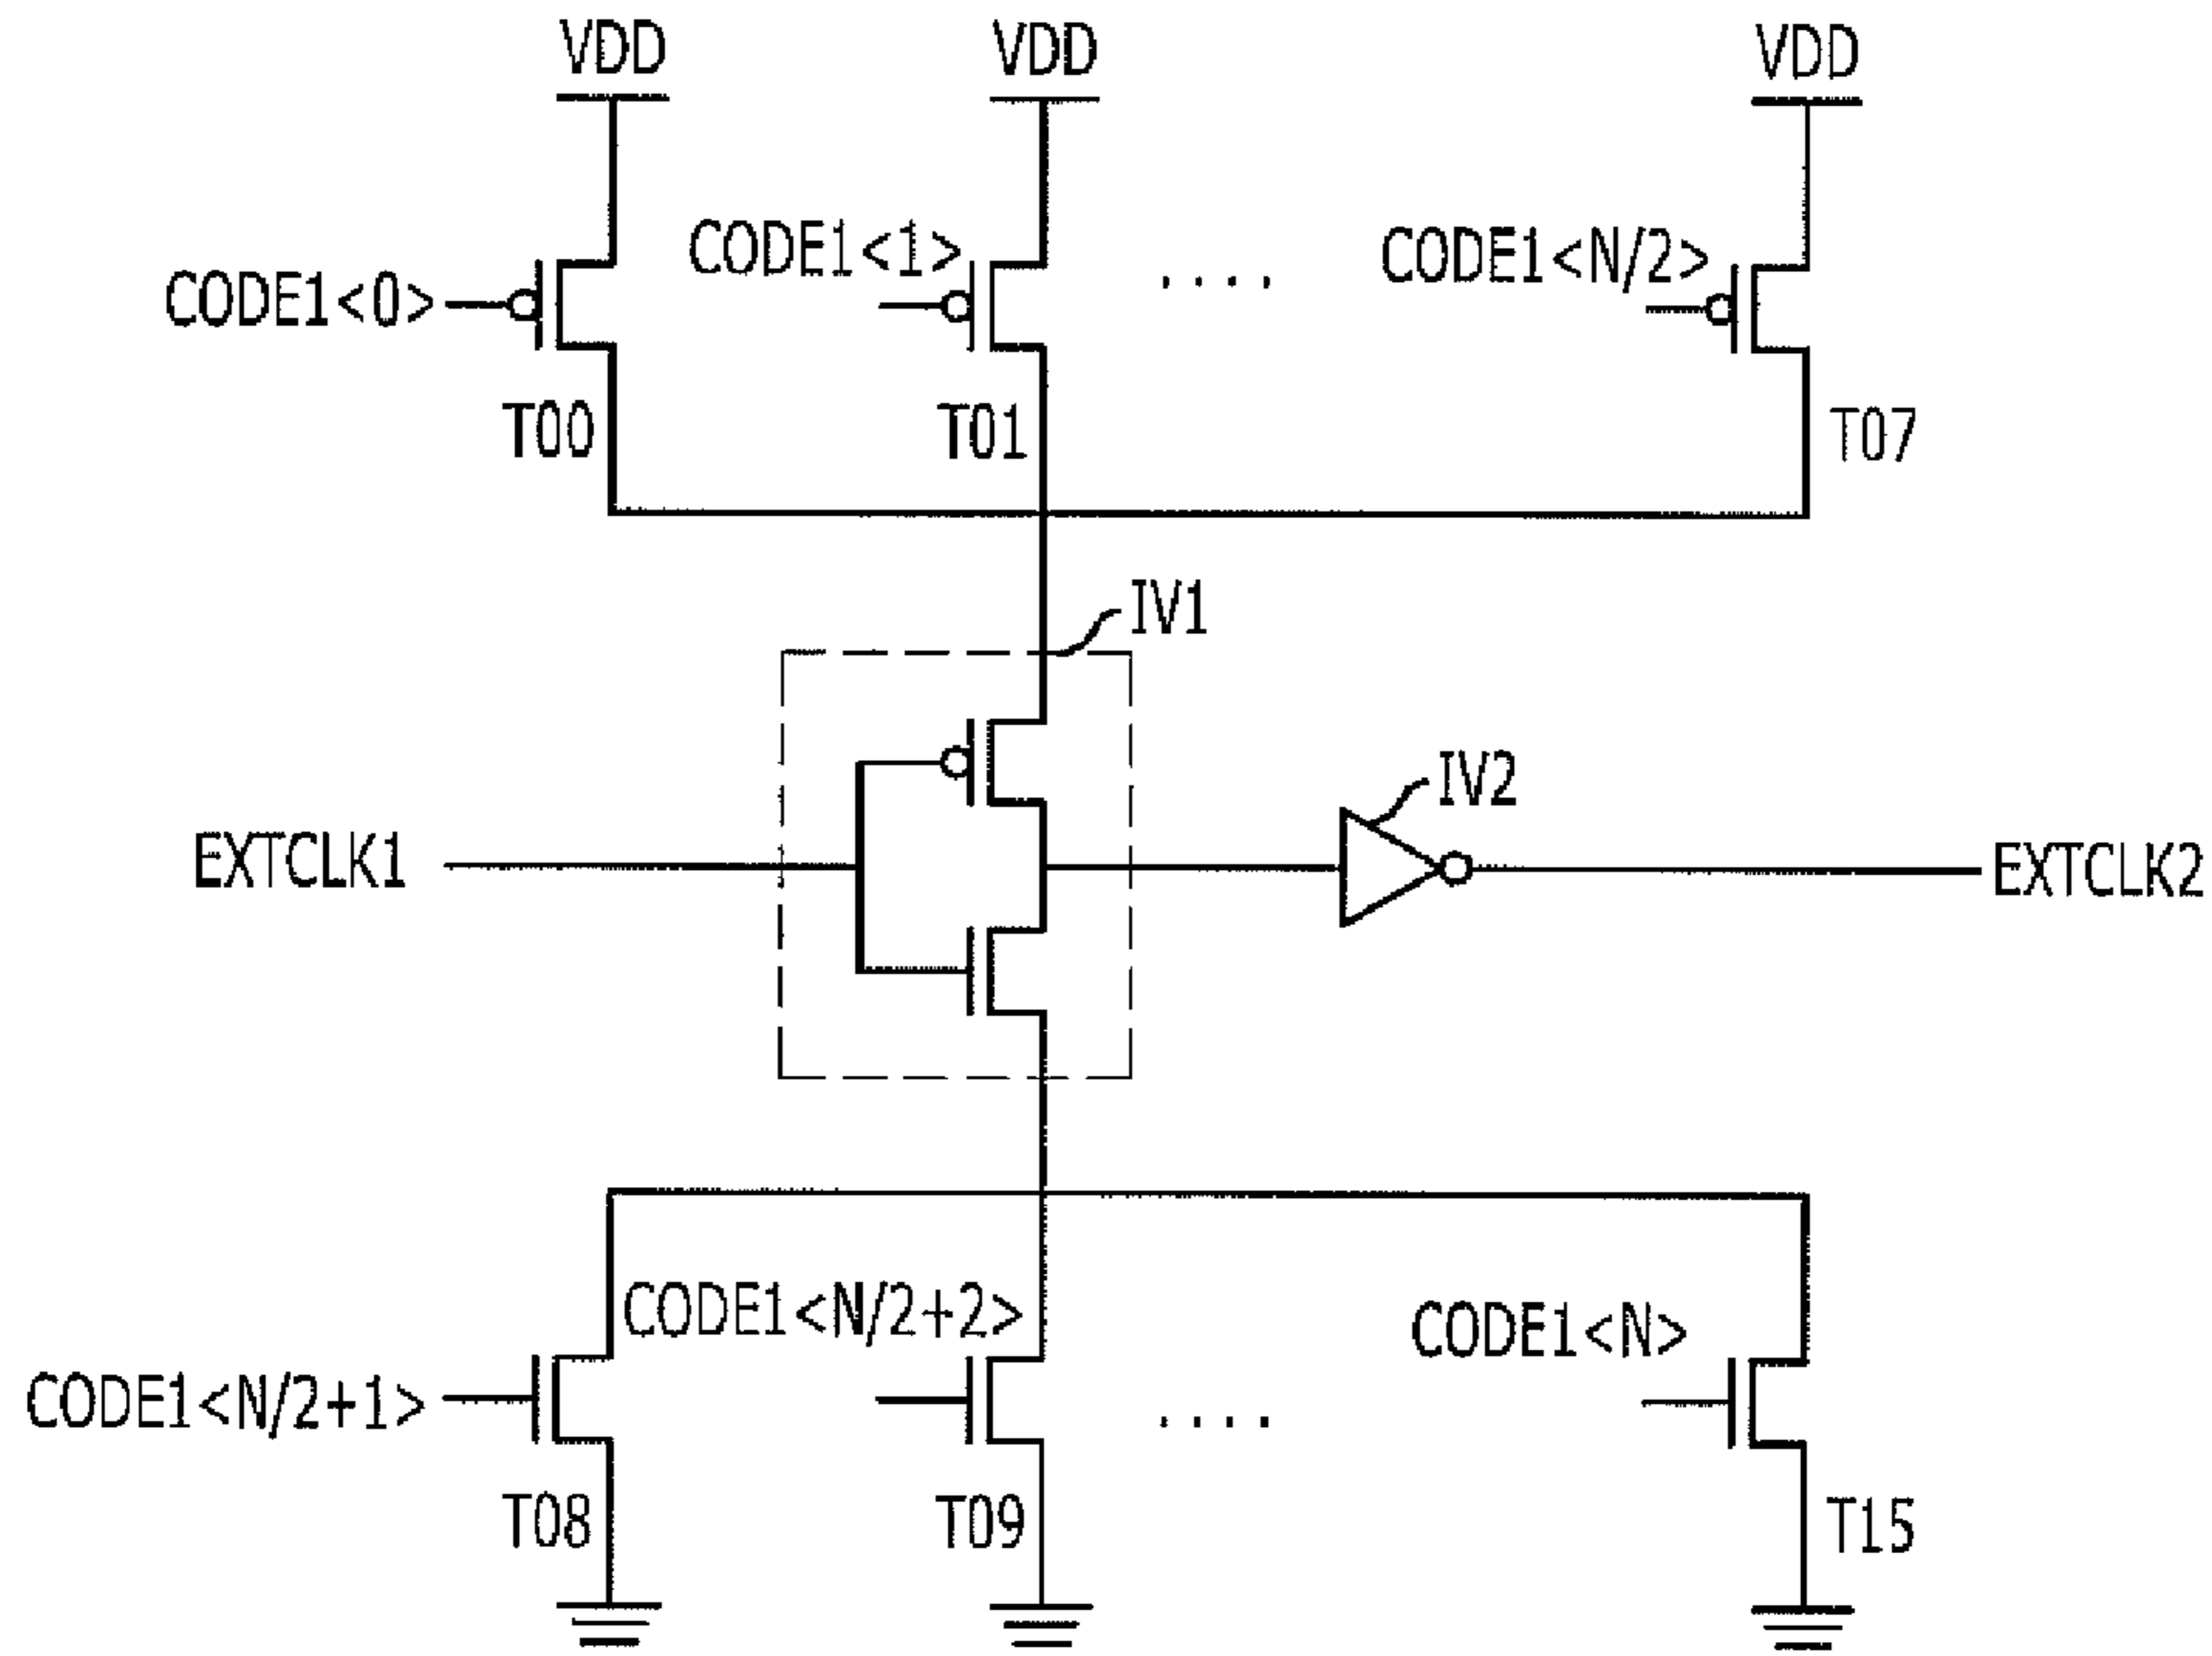 VDD
VDD
VDD
CODE1<0>
CODE1<1>
....
CODE1<N/2>
T00
T01
T07
IV1
IV2
EXTCLK1
EXTCLK2
CODE1<N/2+1>
CODE1<N/2+2>
....
CODE1<N>
T08
T09
T15